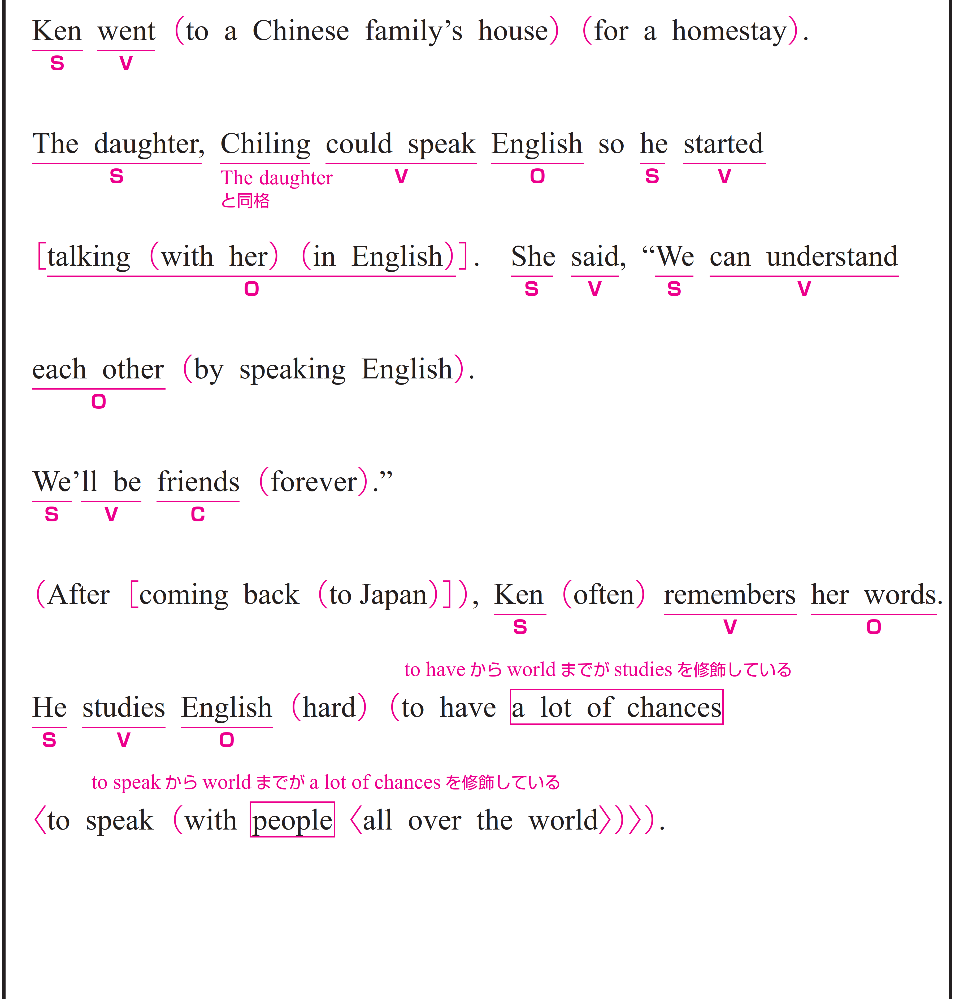 Ken went (to a Chinese family’s house) (for a homestay).
S V
The daughter, Chiling could speak English so he started
S The daughter V O S V
と同格
[talking (with her) (in English)]. She said, “We can understand
O S V S V
each other (by speaking English).
O
We’ll be friends (forever).”
S V C
(After [coming back (to Japan)]), Ken (often) remembers her words.
S V O
to have から world までが studies を修飾している
He studies English (hard) (to have a lot of chances
S V O
to speak から world までが a lot of chances を修飾している
〈to speak (with people 〈all over the world〉)〉).